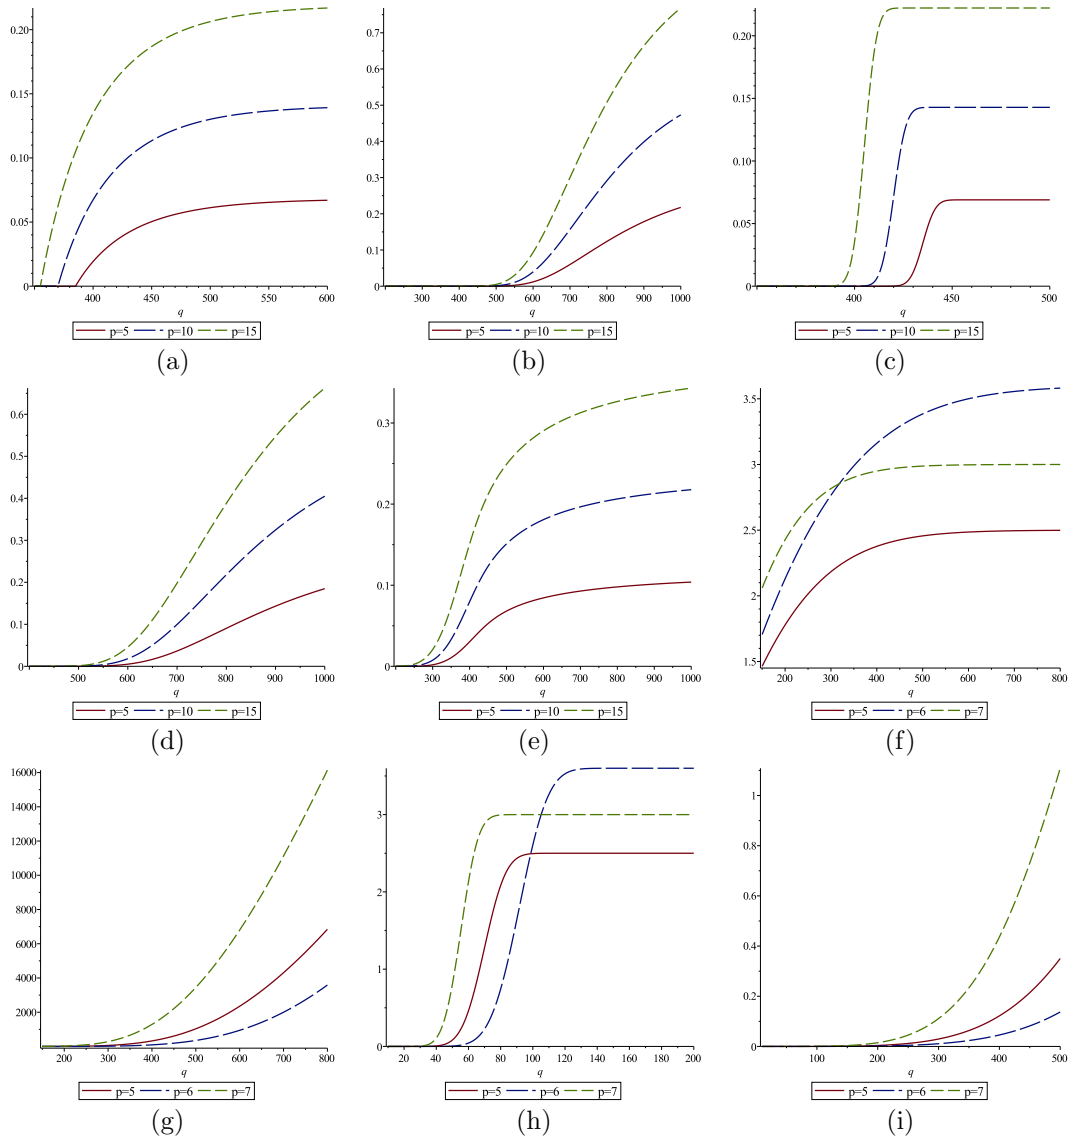 0.20
0.15
0.10
0.05
0
400 450 500 550 600
q
p=5 p=10 p=15
(a)
0.7
0.6
0.5
0.4
0.3
0.2
0.1
0
200 300 400 500 600 700 800 900 1000
q
p=5 p=10 p=15
(b)
0.20
0.15
0.10
0.05
0
400 450 500
q
p=5 p=10 p=15
(c)
0.6
0.5
0.4
0.3
0.2
0.1
0
500 600 700 800 900 1000
q
p=5 p=10 p=15
(d)
0.3
0.2
0.1
0
200 300 400 500 600 700 800 900 1000
q
p=5 p=10 p=15
(e)
3.5
3
2.5
2
1.5
200 300 400 500 600 700 800
q
p=5 p=6 p=7
(f)
16000
14000
12000
10000
8000
6000
4000
2000
200 300 400 500 600 700 800
q
p=5 p=6 p=7
(g)
3
2
1
0
20 40 60 80 100 120 140 160 180 200
q
p=5 p=6 p=7
(h)
1
0.8
0.6
0.4
0.2
0
100 200 300 400 500
q
p=5 p=6 p=7
(i)